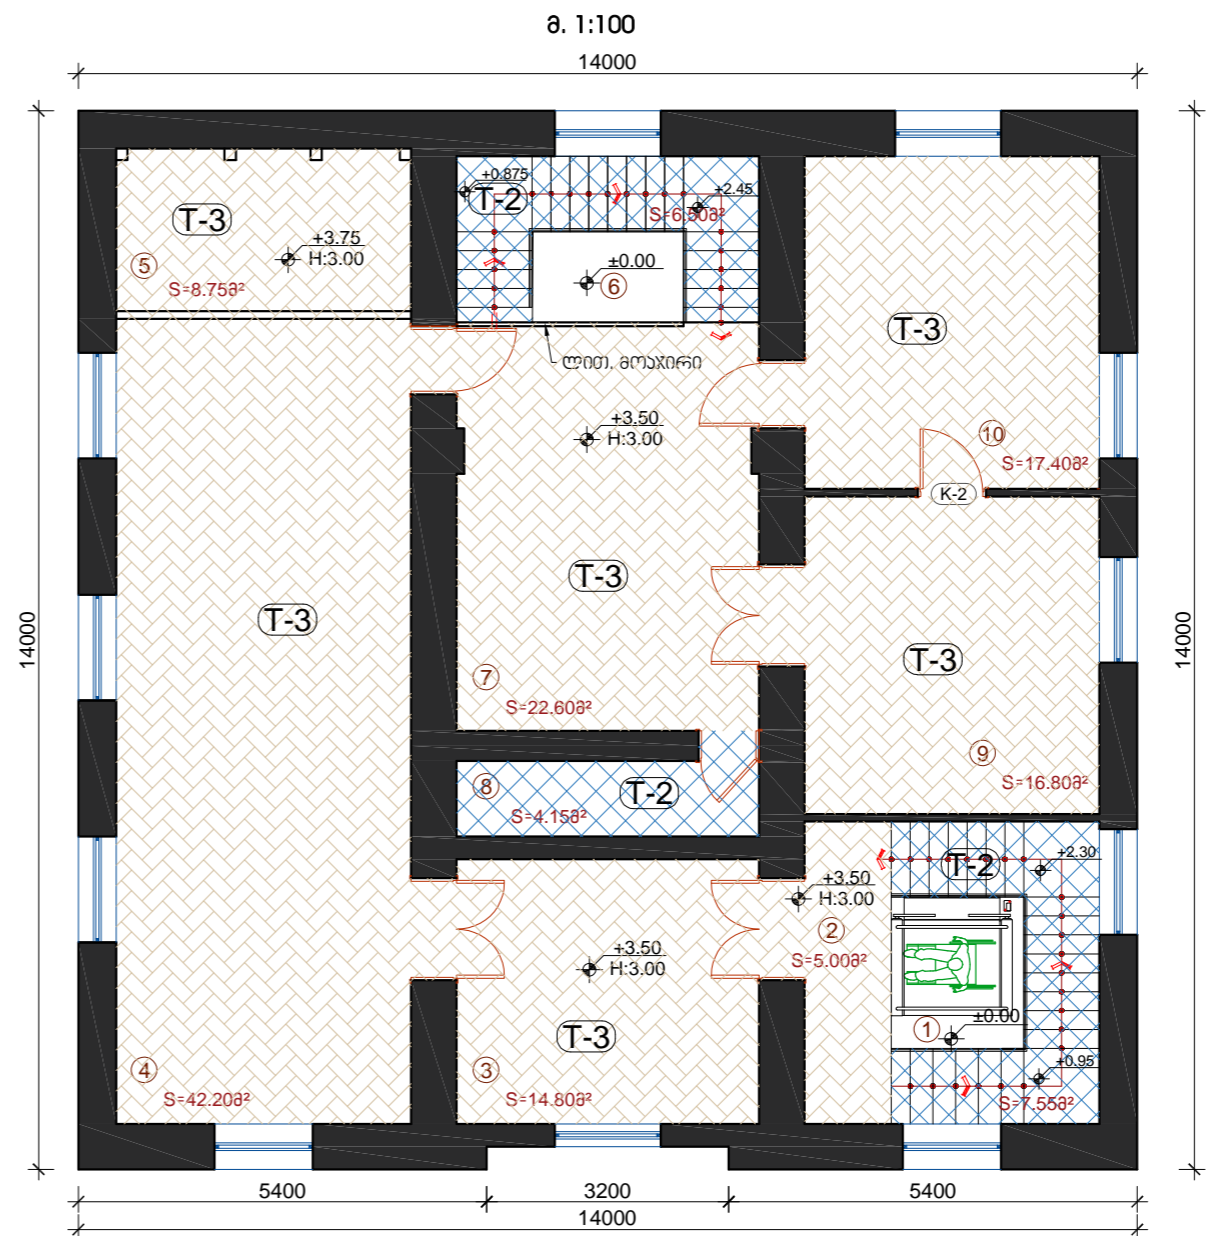 მ. 1:100
14000
+0.875
T-2
+2.45
S=6.50მ²
T-3
+3.75
H:3.00
5
S=8.75მ²
±0.00
6
T-3
ლით. მოაჯირი
+3.50
H:3.00
10
S=17.40მ²
K-2
T-3
T-3
T-3
14000
14000
7
S=22.60მ²
9
S=16.80მ²
8
T-2
S=4.15მ²
T-2
+2.30
+3.50
H:3.00
2
S=5.00მ²
+3.50
H:3.00
±0.00
1
T-3
+0.95
4
S=42.20მ²
3
S=14.80მ²
S=7.55მ²
5400
3200
5400
14000